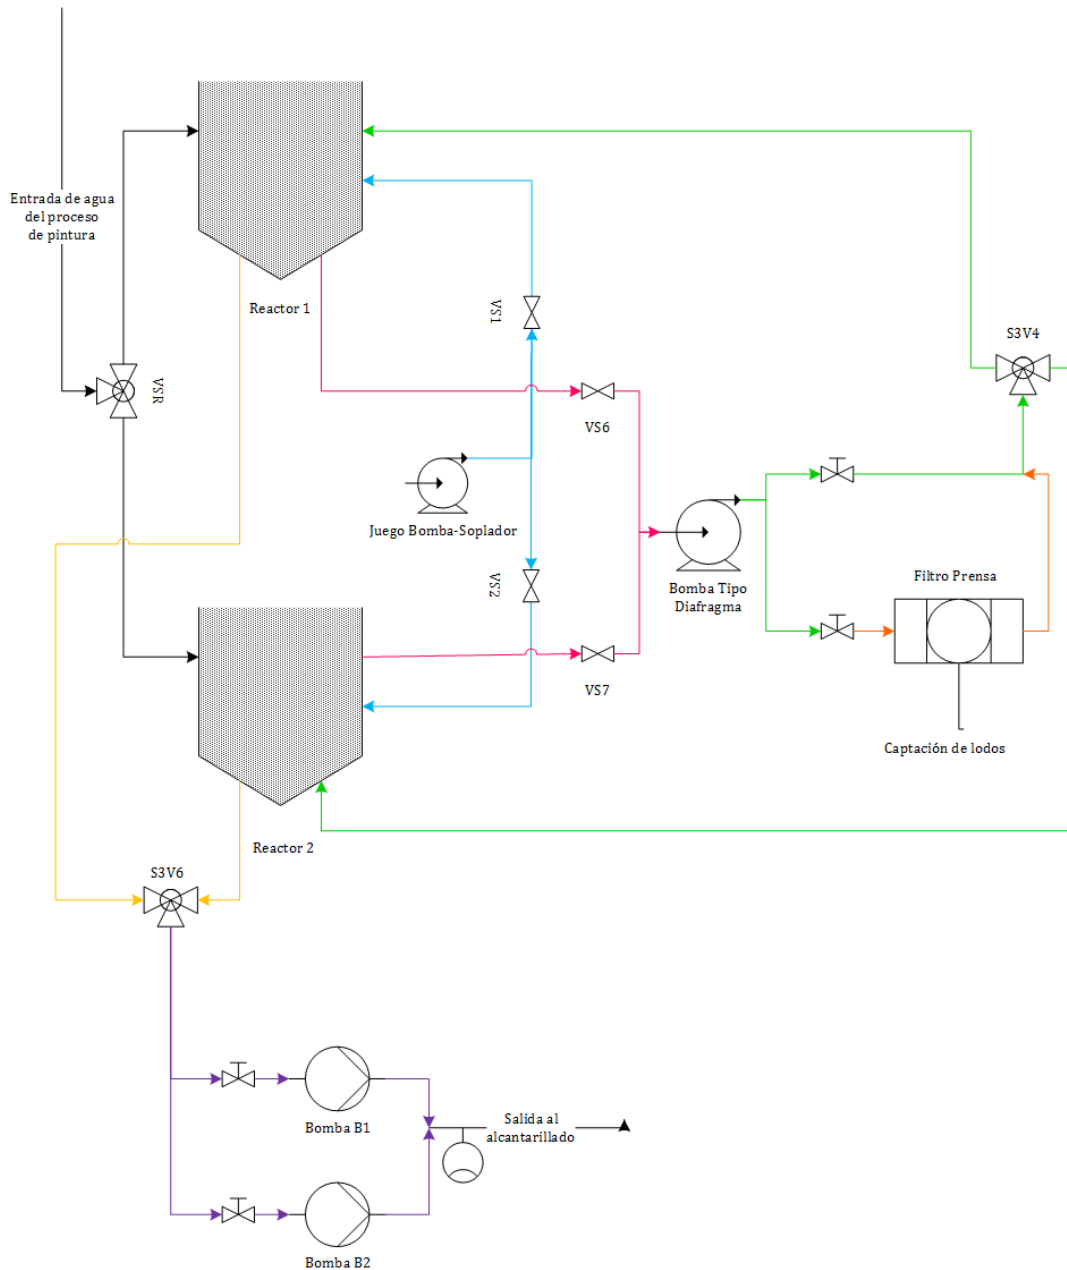 Entrada de agua
del proceso
de pintura
Reactor 1
VS1
S3V4
VSR
VS6
Juego Bomba-Soplador
VS2
Bomba Tipo
Diafragma
Filtro Prensa
VS7
Captación de lodos
Reactor 2
S3V6
Salida al
alcantarillado
Bomba B1
Bomba B2